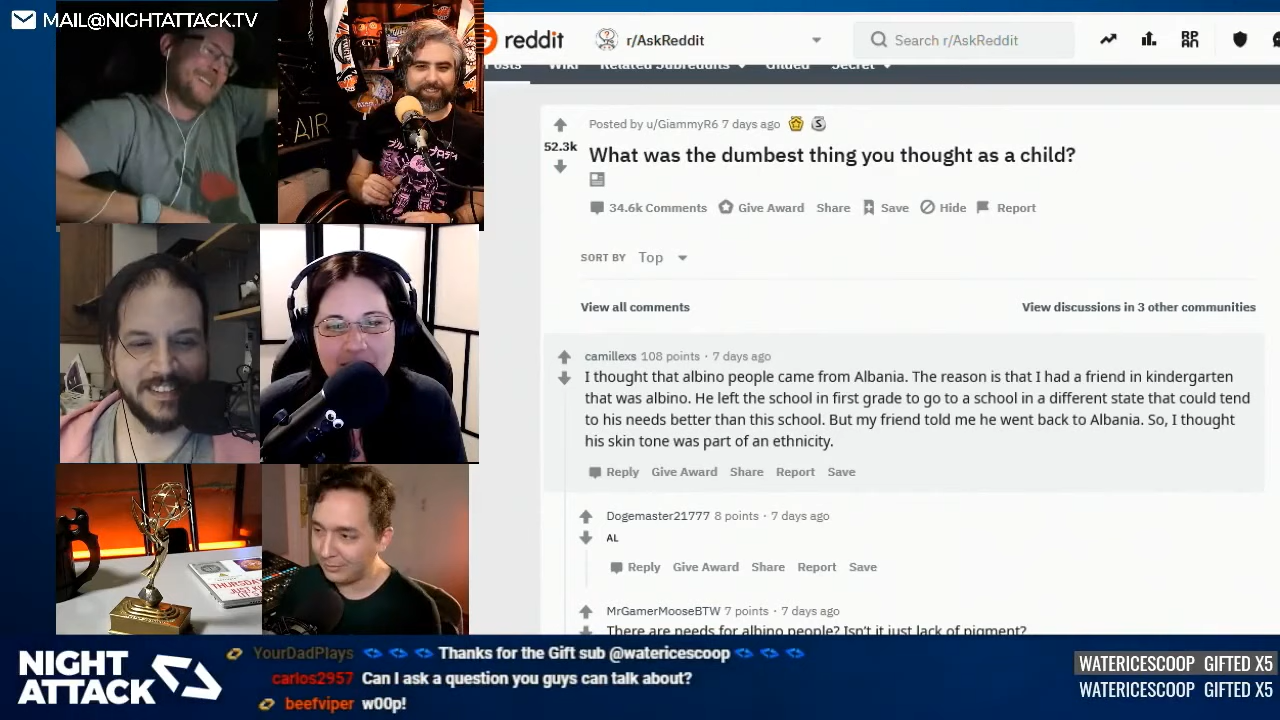 MAIL@NIGHTATTACK.TV
AIR
THURSDAY
JUST KI
reddit
r/AskReddit
Search r/AskReddit
Posts Wiki Related Subreddits Gilded Secret
Posted by u/GiammyR6 7 days ago
52.3k
What was the dumbest thing you thought as a child?
34.6k Comments Give Award Share Save Hide Report
SORT BY Top
View all comments
View discussions in 3 other communities
camillexs 108 points · 7 days ago
I thought that albino people came from Albania. The reason is that I had a friend in kindergarten
that was albino. He left the school in first grade to go to a school in a different state that could tend
to his needs better than this school. But my friend told me he went back to Albania. So, I thought
his skin tone was part of an ethnicity.
Reply Give Award Share Report Save
Dogemaster21777 8 points · 7 days ago
AL
Reply Give Award Share Report Save
MrGamerMooseBTW 7 points · 7 days ago
There are needs for albino people? Isn't it just lack of pigment?
NIGHT
ATTACK
YourDadPlays Thanks for the Gift sub @watericescoop
carlos2957 Can I ask a question you guys can talk about?
beefviper w00p!
WATERICESCOOP GIFTED X5
WATERICESCOOP GIFTED X5